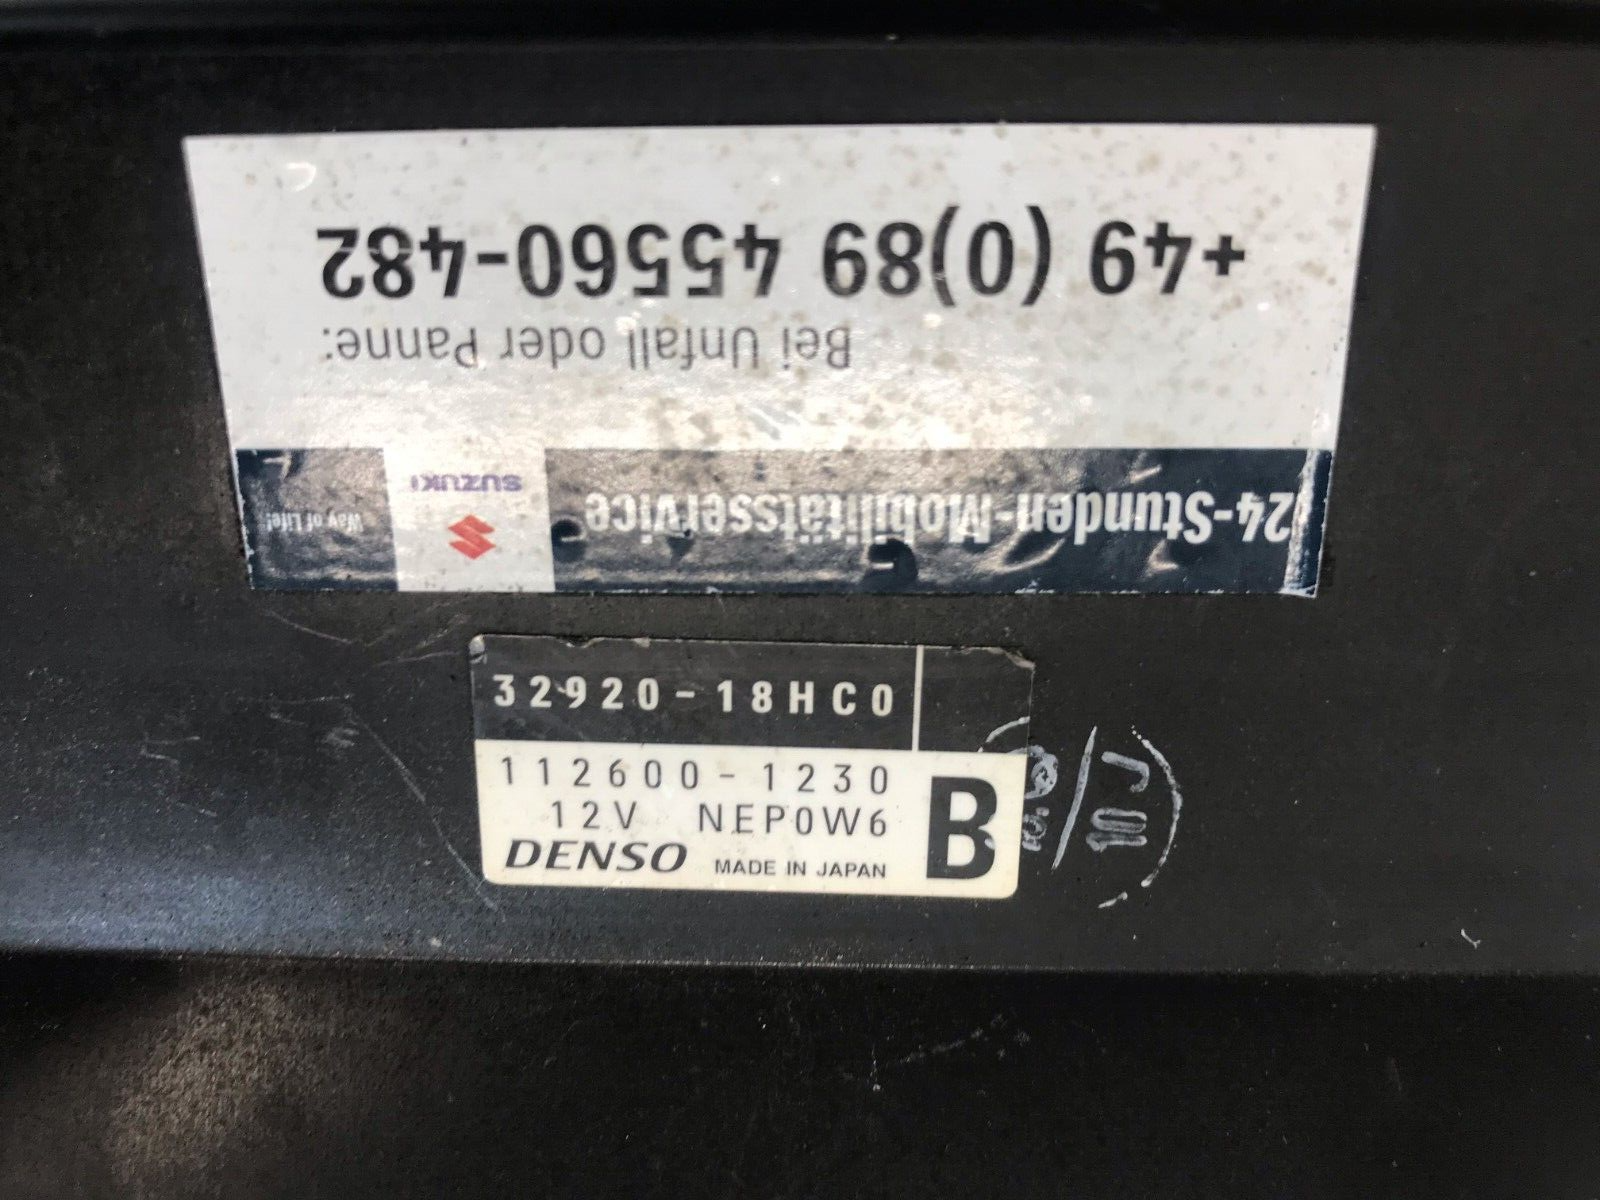 24-Stunden-Mobilitätsservice
SUZUKI
Way of Life!
Bei Unfall oder Panne:
+49 (0)89 45560-482
32920-18HC0
112600-1230
12V NEP0W6
DENSO MADE IN JAPAN
B
10J